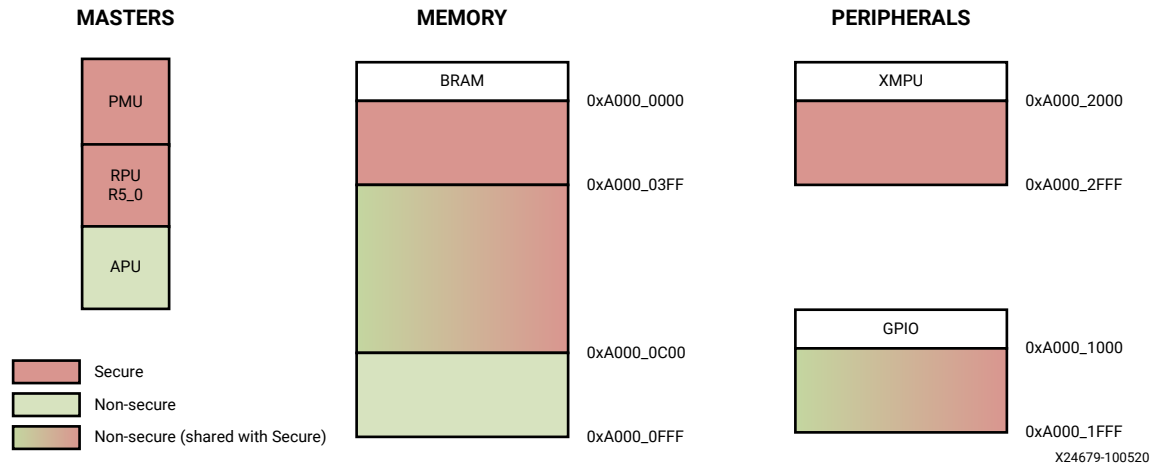 MASTERS
PMU
RPU
R5_0
APU
Secure
Non-secure
Non-secure (shared with Secure)
MEMORY
BRAM
0xA000_0000
0xA000_03FF
0xA000_0C00
0xA000_0FFF
PERIPHERALS
XMPU
0xA000_2000
0xA000_2FFF
GPIO
0xA000_1000
0xA000_1FFF
X24679-100520